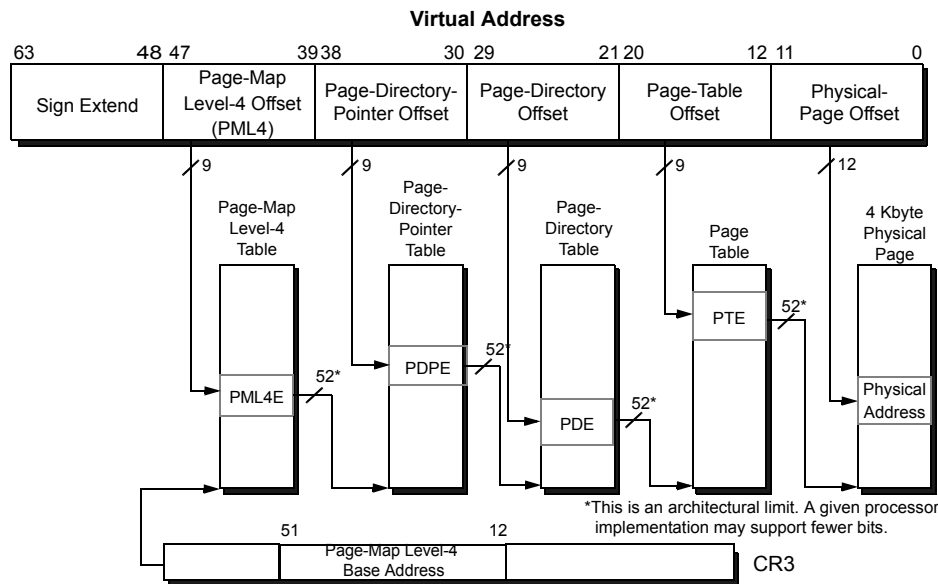 Virtual Address
63 48 47 39 38 30 29 21 20 12 11 0
Sign Extend
Page-Map
Level-4 Offset
(PML4)
Page-Directory-
Pointer Offset
Page-Directory
Offset
Page-Table
Offset
Physical-
Page Offset
9 9 9 9 12
Page-Map
Level-4
Table
Page-
Directory-
Pointer
Table
Page-
Directory
Table
Page
Table
4 Kbyte
Physical
Page
PML4E
52*
PDPE
52*
PDE
52*
PTE
52*
Physical
Address
*This is an architectural limit. A given processor
implementation may support fewer bits.
51 12
Page-Map Level-4
Base Address
CR3